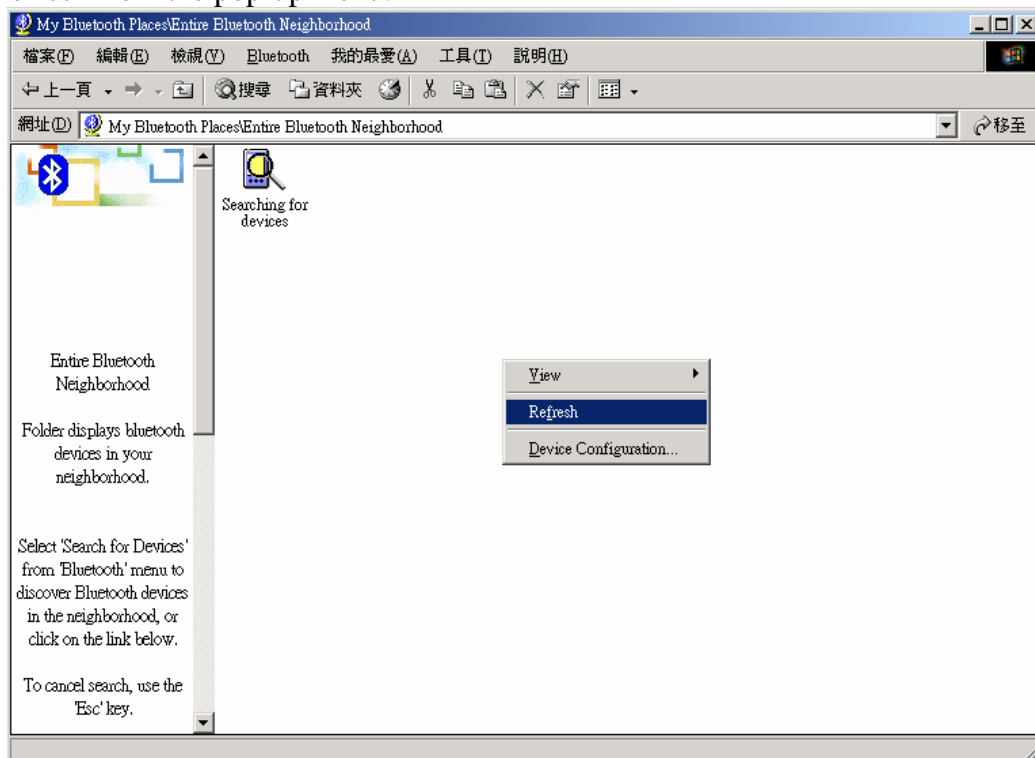 My Bluetooth Places\Entire Bluetooth Neighborhood
檔案(F) 編輯(E) 檢視(V) Bluetooth 我的最愛(A) 工具(T) 說明(H)
上一頁 搜尋 資料夾
網址(D) My Bluetooth Places\Entire Bluetooth Neighborhood 移至
Searching for
devices
Entire Bluetooth
Neighborhood
Folder displays bluetooth
devices in your
neighborhood.
Select 'Search for Devices'
from 'Bluetooth' menu to
discover Bluetooth devices
in the neighborhood, or
click on the link below.
To cancel search, use the
'Esc' key.
View
Refresh
Device Configuration...